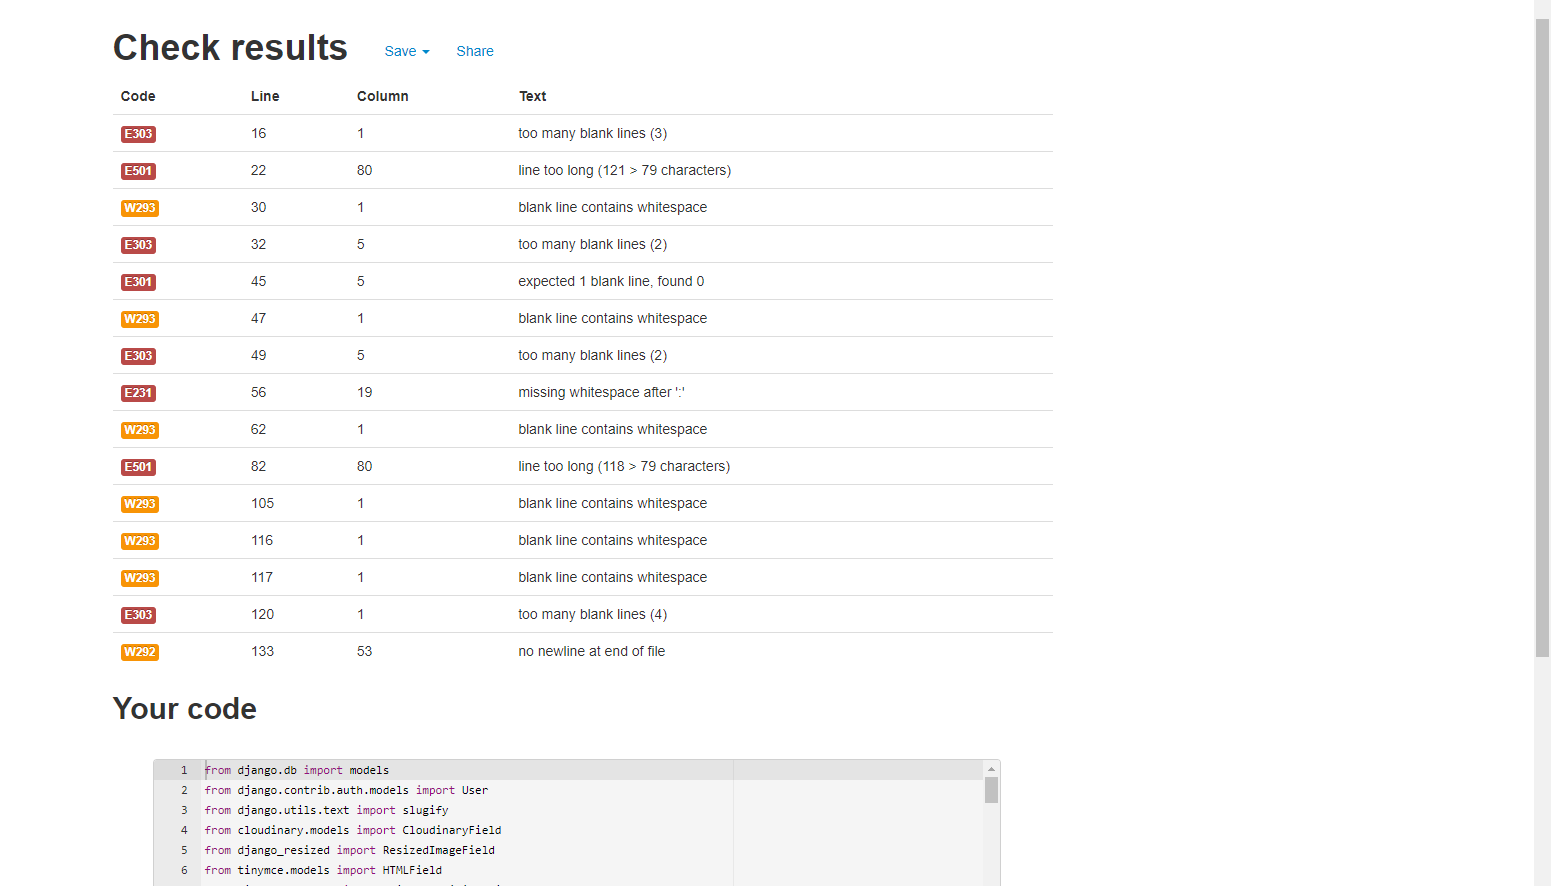 Check results Save Share
Code Line Column Text
E303 16 1 too many blank lines (3)
E501 22 80 line too long (121 > 79 characters)
W293 30 1 blank line contains whitespace
E303 32 5 too many blank lines (2)
E301 45 5 expected 1 blank line, found 0
W293 47 1 blank line contains whitespace
E303 49 5 too many blank lines (2)
E231 56 19 missing whitespace after ':'
W293 62 1 blank line contains whitespace
E501 82 80 line too long (118 > 79 characters)
W293 105 1 blank line contains whitespace
W293 116 1 blank line contains whitespace
W293 117 1 blank line contains whitespace
E303 120 1 too many blank lines (4)
W292 133 53 no newline at end of file
Your code
1 from django.db import models
2 from django.contrib.auth.models import User
3 from django.utils.text import slugify
4 from cloudinary.models import CloudinaryField
5 from django_resized import ResizedImageField
6 from tinymce.models import HTMLField